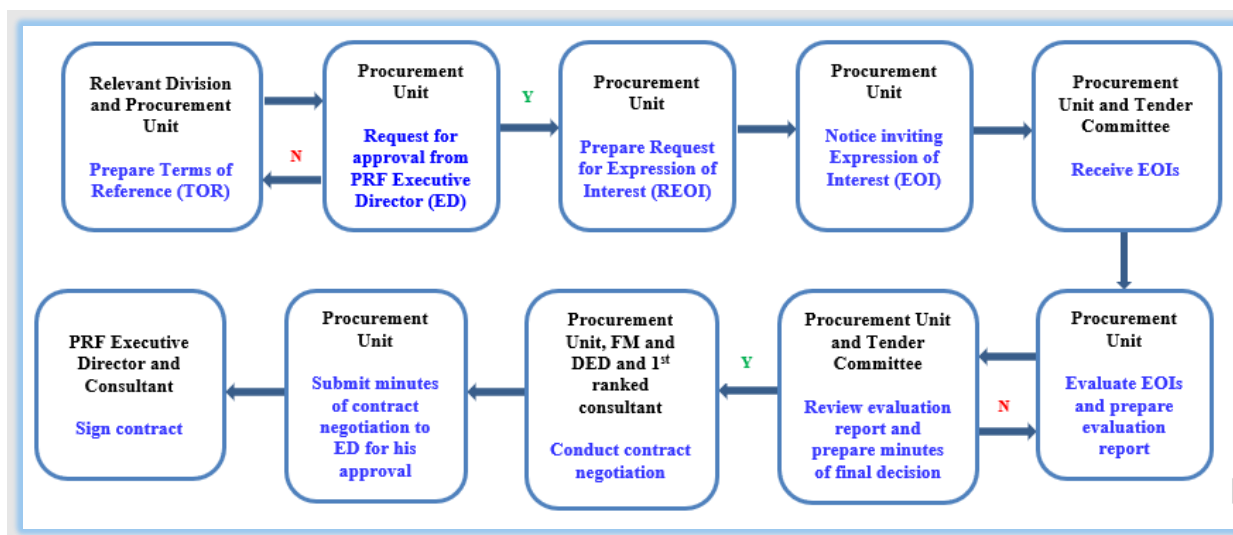 Relevant Division
and Procurement
Unit
Prepare Terms of
Reference (TOR)
N
Procurement
Unit
Request for
approval from
PRF Executive
Director (ED)
Y
Procurement
Unit
Prepare Request
for Expression of
Interest (REOI)
Procurement
Unit
Notice inviting
Expression of
Interest (EOI)
Procurement
Unit and Tender
Committee
Receive EOIs
Procurement
Unit
Evaluate EOIs
and prepare
evaluation
report
N
Procurement Unit
and Tender
Committee
Review evaluation
report and
prepare minutes
of final decision
Y
Procurement
Unit, FM and
DED and 1st
ranked
consultant
Conduct contract
negotiation
Procurement
Unit
Submit minutes
of contract
negotiation to
ED for his
approval
PRF Executive
Director and
Consultant
Sign contract